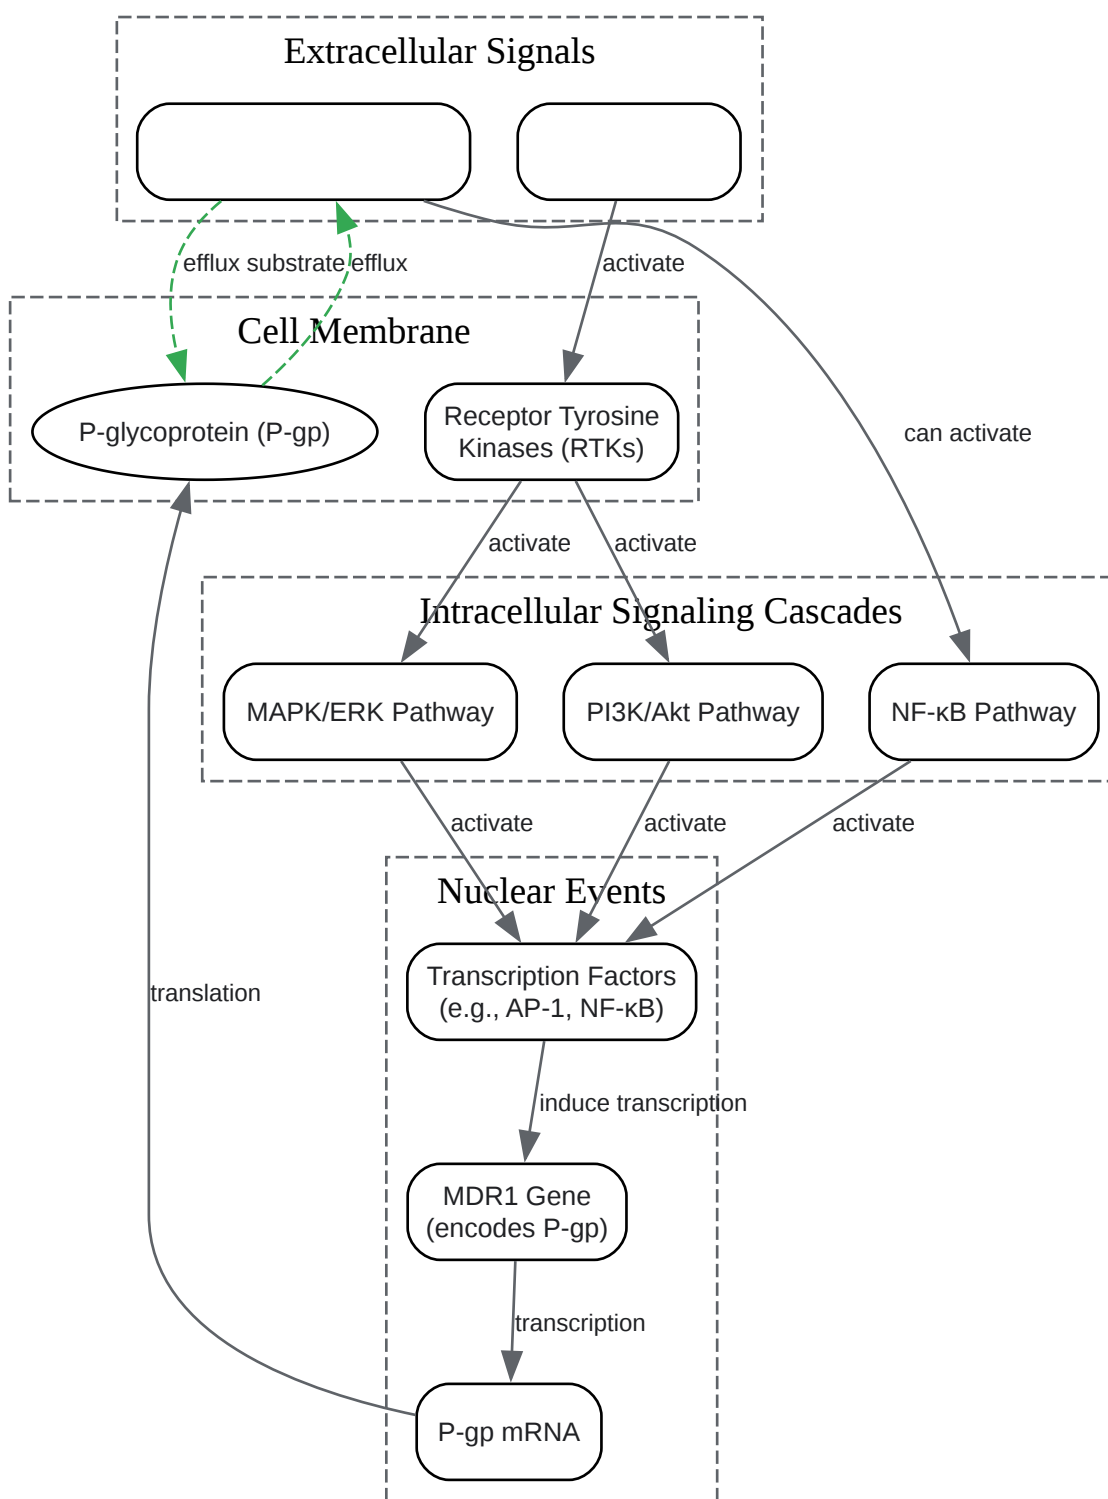 Extracellular Signals
efflux substrate
efflux
activate
Cell Membrane
P-glycoprotein (P-gp)
Receptor Tyrosine
Kinases (RTKs)
can activate
activate
activate
Intracellular Signaling Cascades
MAPK/ERK Pathway
PI3K/Akt Pathway
NF-κB Pathway
activate
activate
activate
Nuclear Events
Transcription Factors
(e.g., AP-1, NF-κB)
translation
induce transcription
MDR1 Gene
(encodes P-gp)
transcription
P-gp mRNA